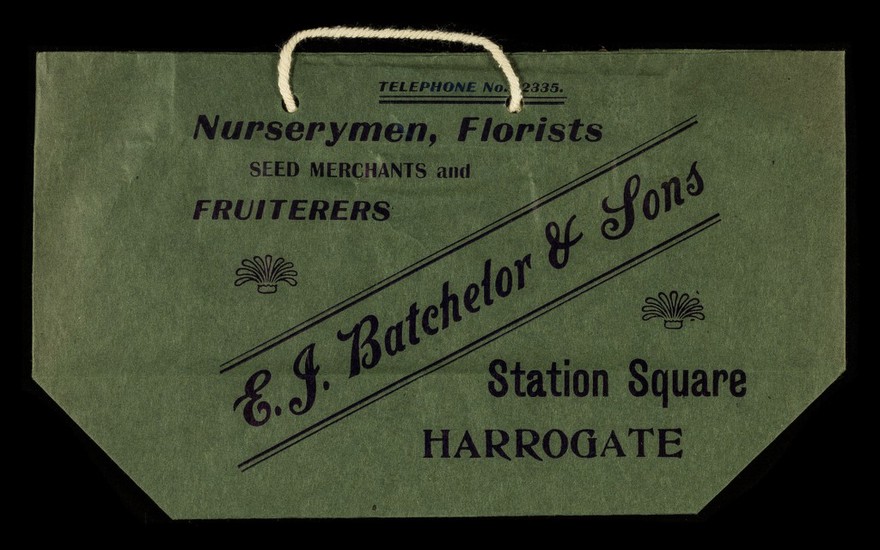 TELEPHONE No. 2335.
Nurserymen, Florists
SEED MERCHANTS and
FRUITERERS
E. J. Batchelor & Sons
Station Square
HARROGATE